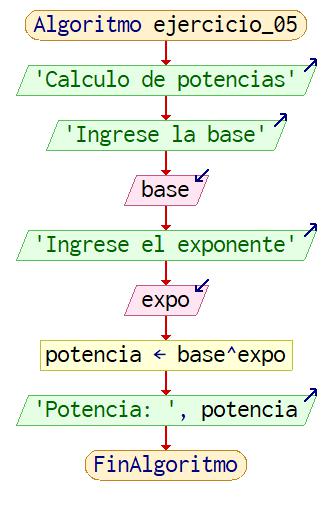 Algoritmo ejercicio_05
'Calculo de potencias'
'Ingrese la base'
base
'Ingrese el exponente'
expo
potencia ← base^expo
'Potencia: ', potencia
FinAlgoritmo